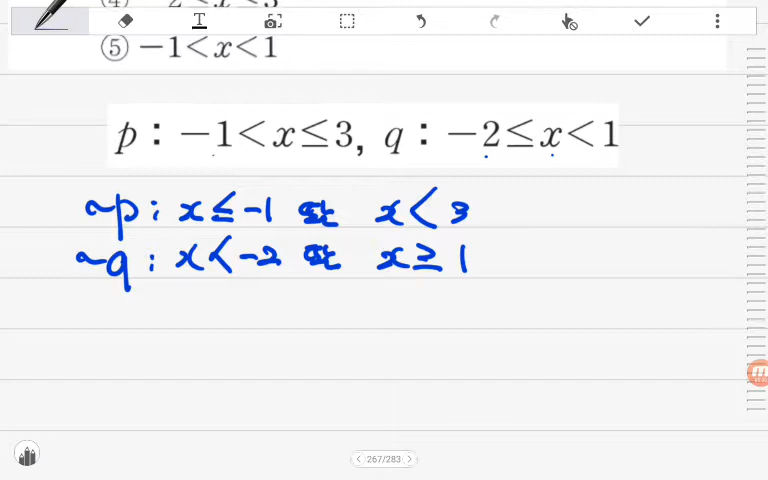 ⑤ −1<x<1
p : −1<x≤3, q : −2≤x<1
~p : x≤-1 또는 x<3
~q : x<-2 또는 x≥1
267/283